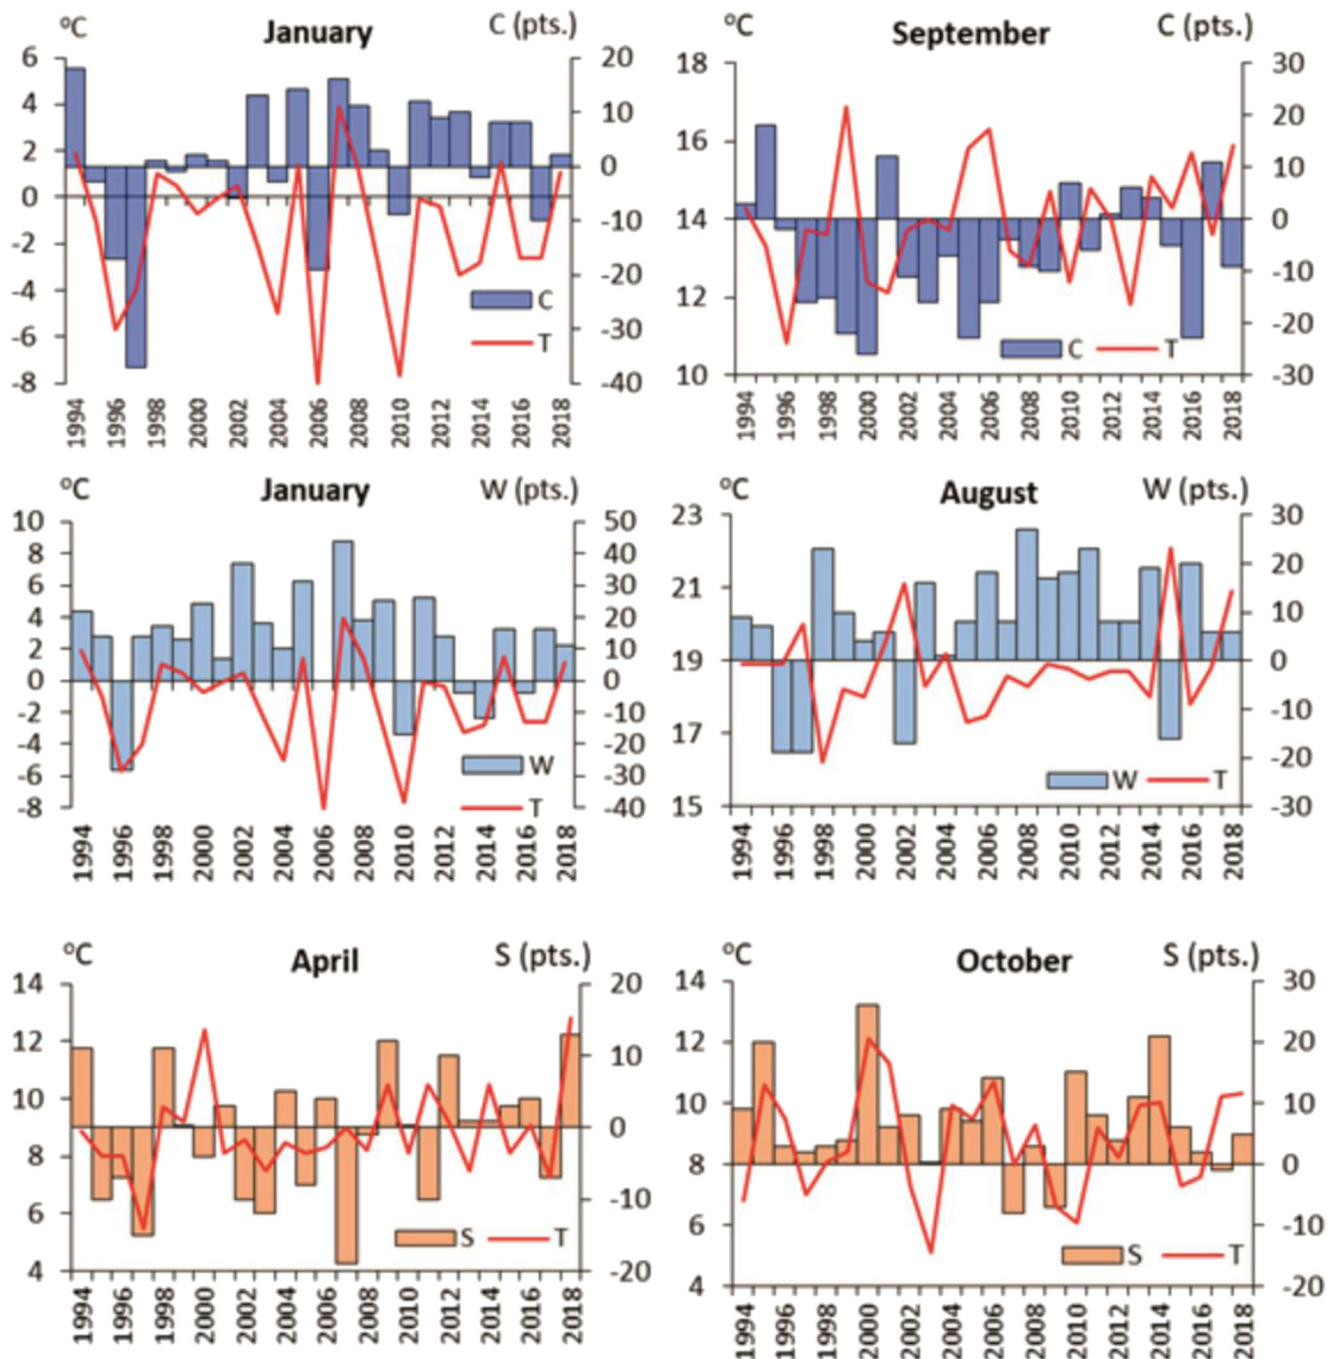 °C January C (pts.)
6 20
4 10
2 0
0 -10
-2 -20
-4 -30
-6 -40
-8
C
T
1994 1996 1998 2000 2002 2004 2006 2008 2010 2012 2014 2016 2018
°C September C (pts.)
18 30
16 20
14 10
12 0
10 -10
-20
-30
C T
1994 1996 1998 2000 2002 2004 2006 2008 2010 2012 2014 2016 2018
°C January W (pts.)
10 50
8 40
6 30
4 20
2 10
0 0
-2 -10
-4 -20
-6 -30
-8 -40
W
T
1994 1996 1998 2000 2002 2004 2006 2008 2010 2012 2014 2016 2018
°C August W (pts.)
23 30
21 20
19 10
17 0
15 -10
-20
-30
W T
1994 1996 1998 2000 2002 2004 2006 2008 2010 2012 2014 2016 2018
°C April S (pts.)
14 20
12 10
10 0
8 -10
6 -20
4
S T
1994 1996 1998 2000 2002 2004 2006 2008 2010 2012 2014 2016 2018
°C October S (pts.)
14 30
12 20
10 10
8 0
6 -10
4 -20
S T
1994 1996 1998 2000 2002 2004 2006 2008 2010 2012 2014 2016 2018